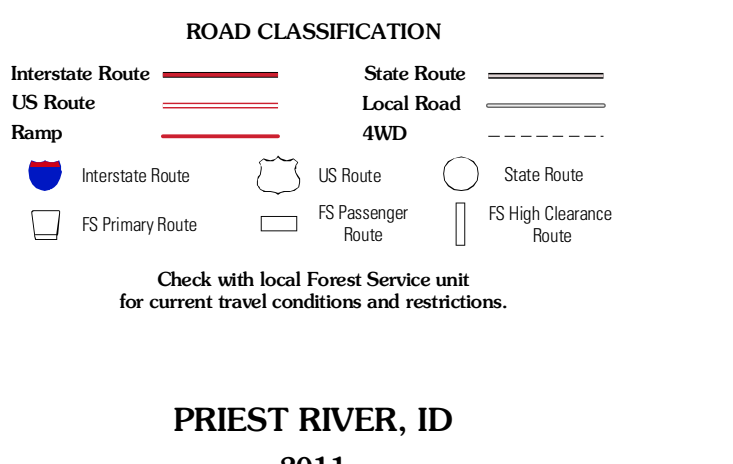 ROAD CLASSIFICATION
Interstate Route State Route
US Route Local Road
Ramp 4WD
Interstate Route US Route State Route
FS Primary Route FS Passenger Route FS High Clearance Route
Check with local Forest Service unit
for current travel conditions and restrictions.
PRIEST RIVER, ID
2011